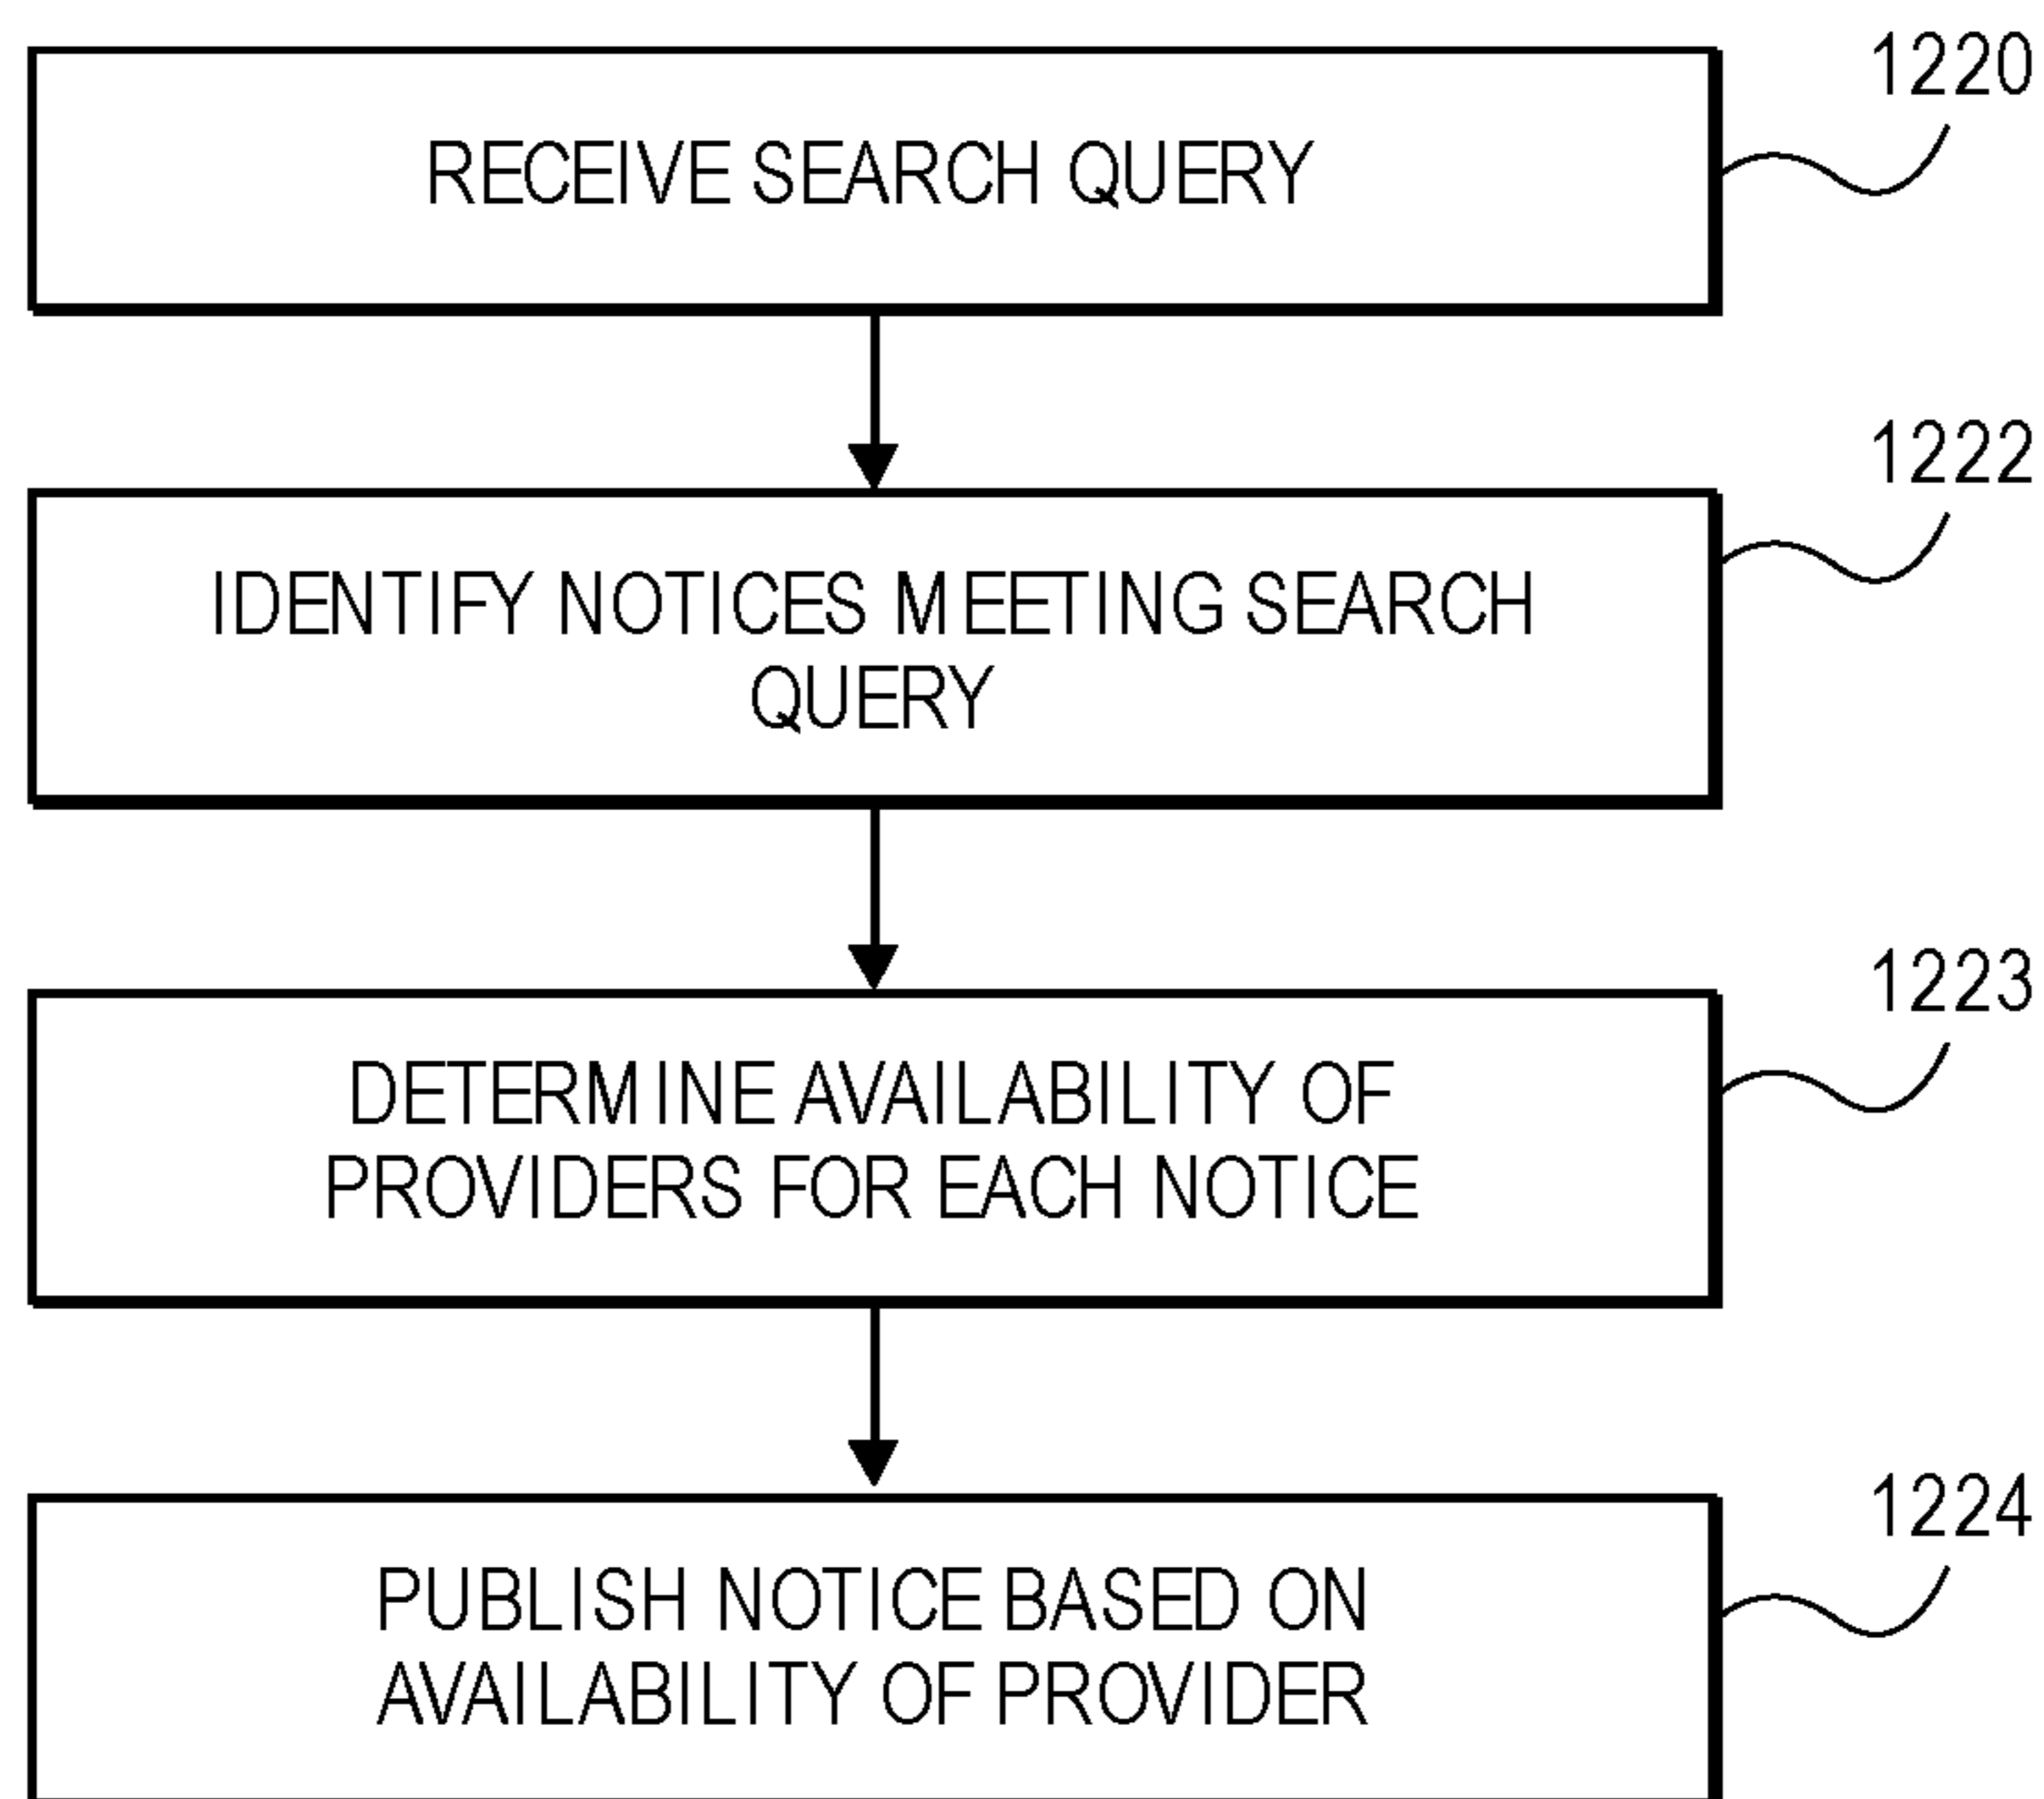 1220
RECEIVE SEARCH QUERY
1222
IDENTIFY NOTICES MEETING SEARCH
QUERY
1223
DETERMINE AVAILABILITY OF
PROVIDERS FOR EACH NOTICE
1224
PUBLISH NOTICE BASED ON
AVAILABILITY OF PROVIDER